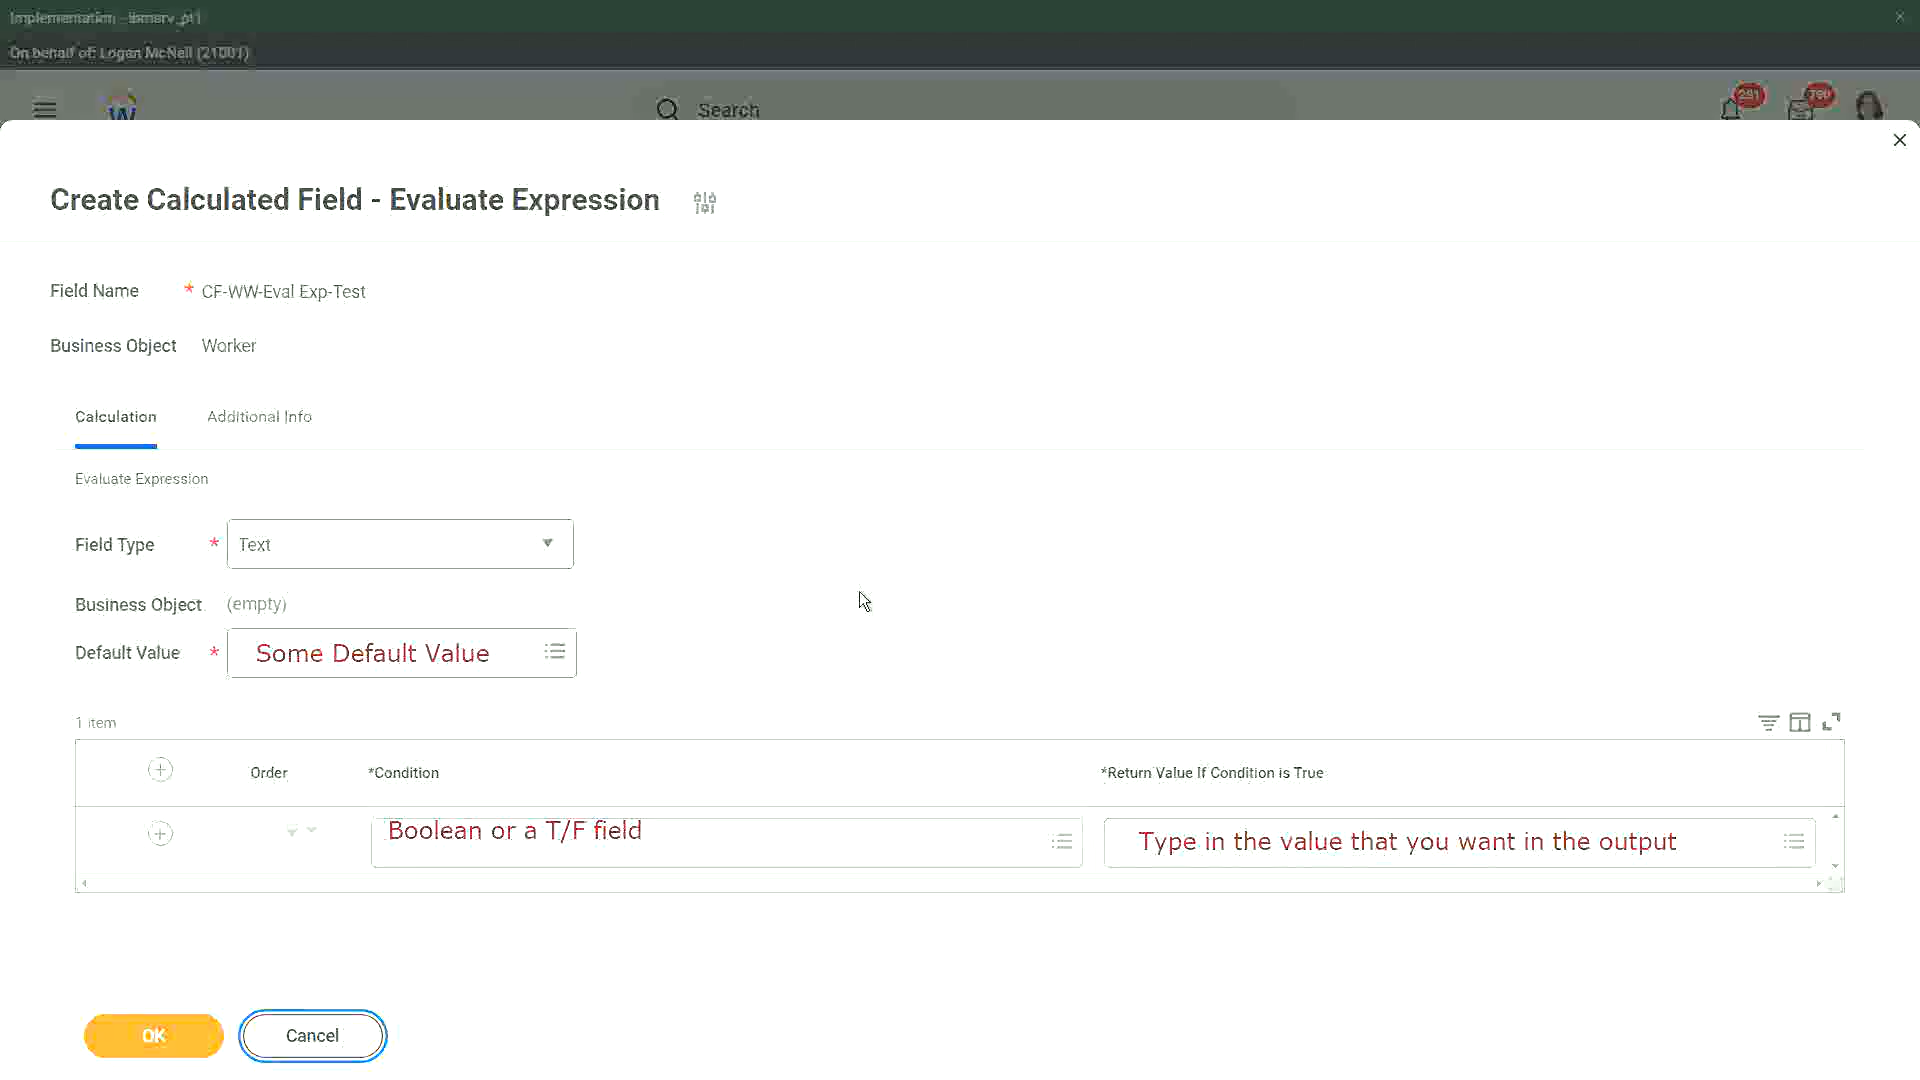 Implementation - lismarv_pt1
On behalf of: Logan McNeil (21001)
Search
291
780
Create Calculated Field - Evaluate Expression
Field Name * CF-WW-Eval Exp-Test
Business Object Worker
Calculation Additional Info
Evaluate Expression
Field Type * Text
Business Object (empty)
Default Value * Some Default Value
1 item
Order *Condition *Return Value If Condition is True
Boolean or a T/F field Type in the value that you want in the output
OK Cancel